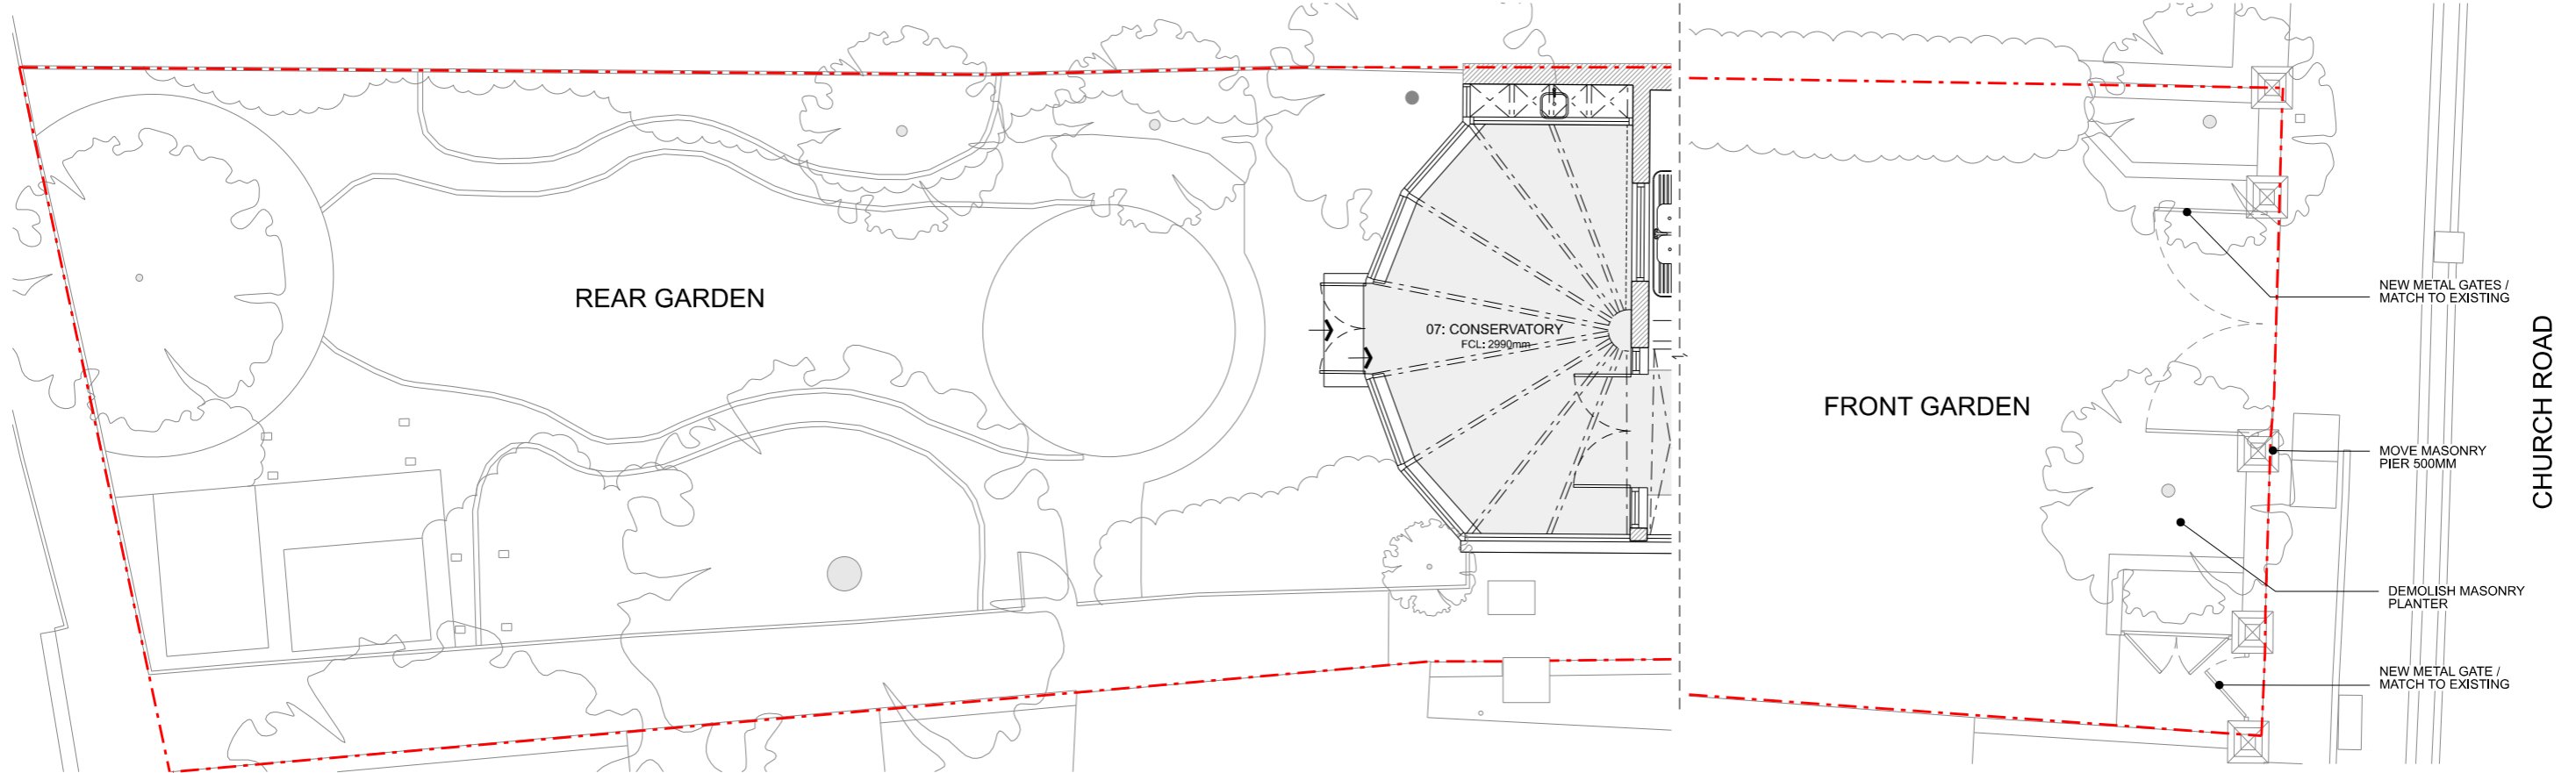 REAR GARDEN
07: CONSERVATORY
FCL: 2990mm
FRONT GARDEN
NEW METAL GATES /
MATCH TO EXISTING
MOVE MASONRY
PIER 500MM
DEMOLISH MASONRY
PLANTER
NEW METAL GATE /
MATCH TO EXISTING
CHURCH ROAD